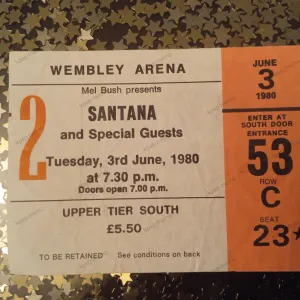 WEMBLEY ARENA
Mel Bush presents
2
SANTANA
and Special Guests
Tuesday, 3rd June, 1980
at 7.30 p.m.
Doors open 7.00 p.m.
UPPER TIER SOUTH
£5.50
TO BE RETAINED See conditions on back
JUNE
3
1980
ENTER AT
SOUTH DOOR
ENTRANCE
53
ROW
C
SEAT
23★